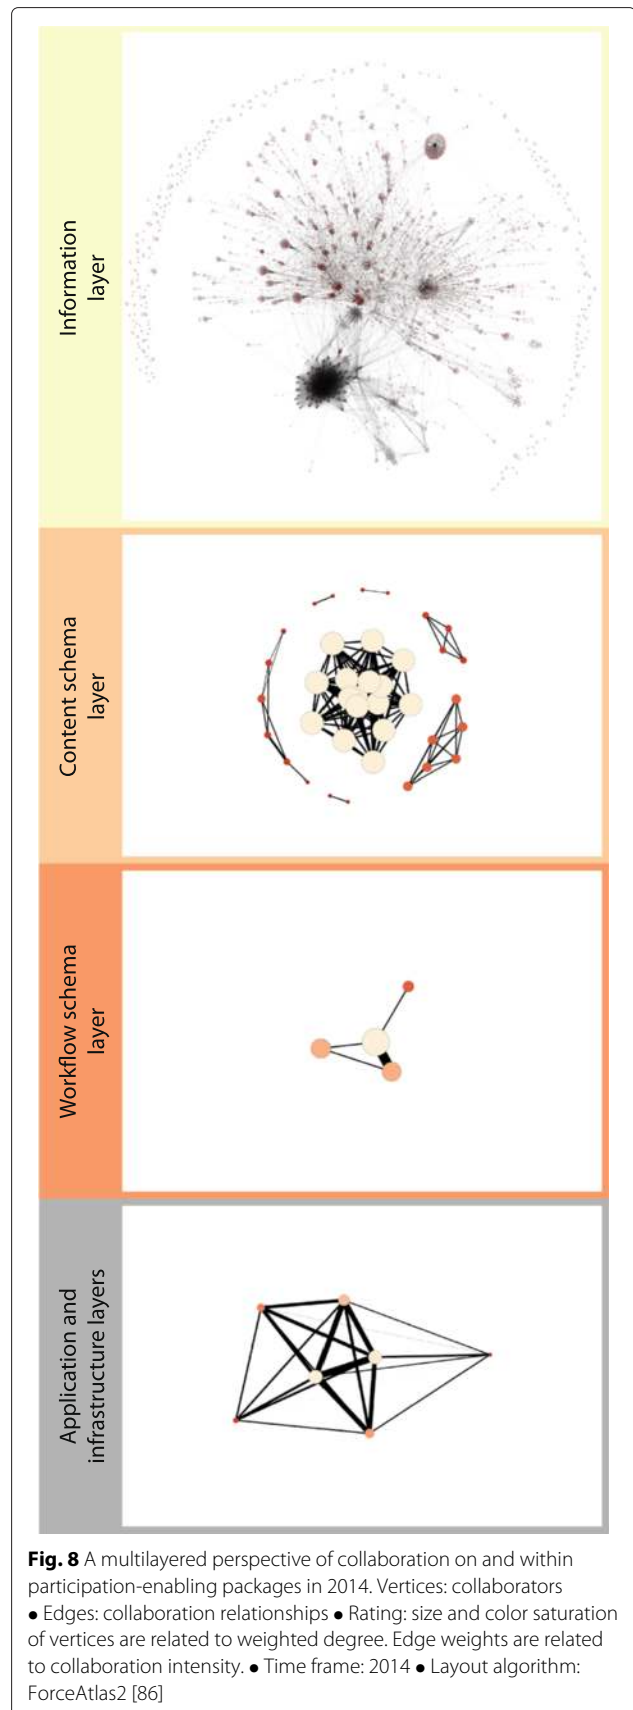 Information
layer
Content schema
layer
Workflow schema
layer
Application and
infrastructure layers
Fig. 8 A multilayered perspective of collaboration on and within
participation-enabling packages in 2014. Vertices: collaborators
● Edges: collaboration relationships ● Rating: size and color saturation
of vertices are related to weighted degree. Edge weights are related
to collaboration intensity. ● Time frame: 2014 ● Layout algorithm:
ForceAtlas2 [86]